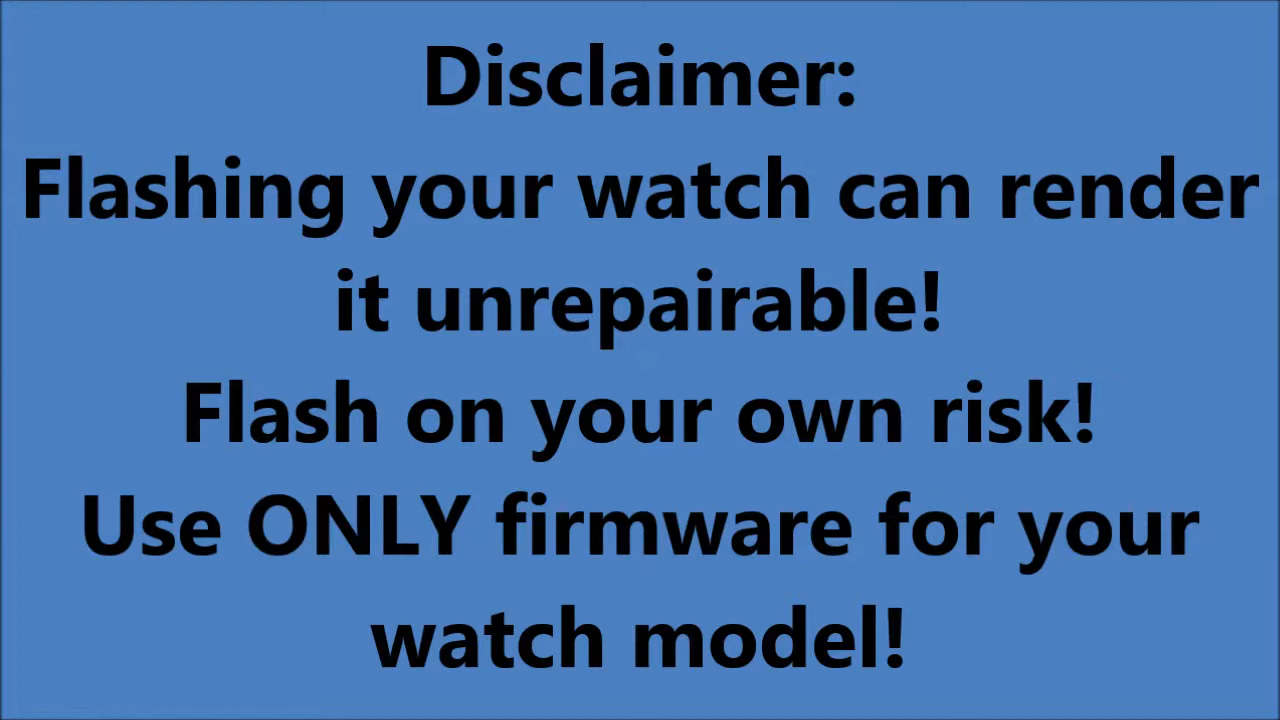 Disclaimer:
Flashing your watch can render
it unrepairable!
Flash on your own risk!
Use ONLY firmware for your
watch model!